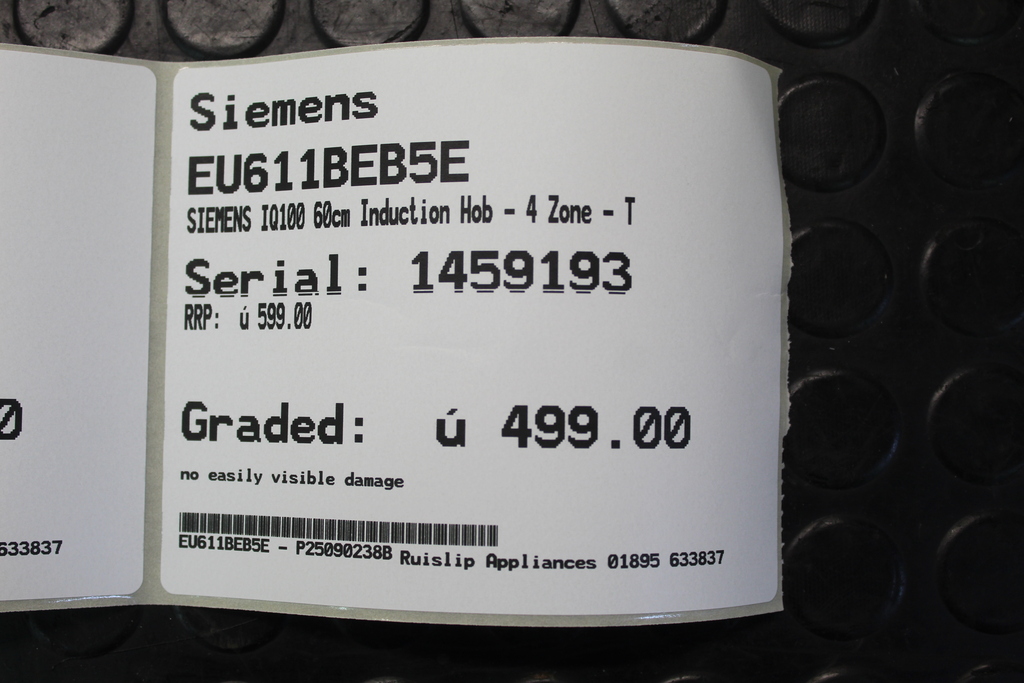 Siemens
EU611BEB5E
SIEMENS IQ100 60cm Induction Hob - 4 Zone - T
Serial: 1459193
RRP: ú 599.00
0
Graded: ú 499.00
no easily visible damage
EU611BEB5E - P25090238B Ruislip Appliances 01895 633837
633837